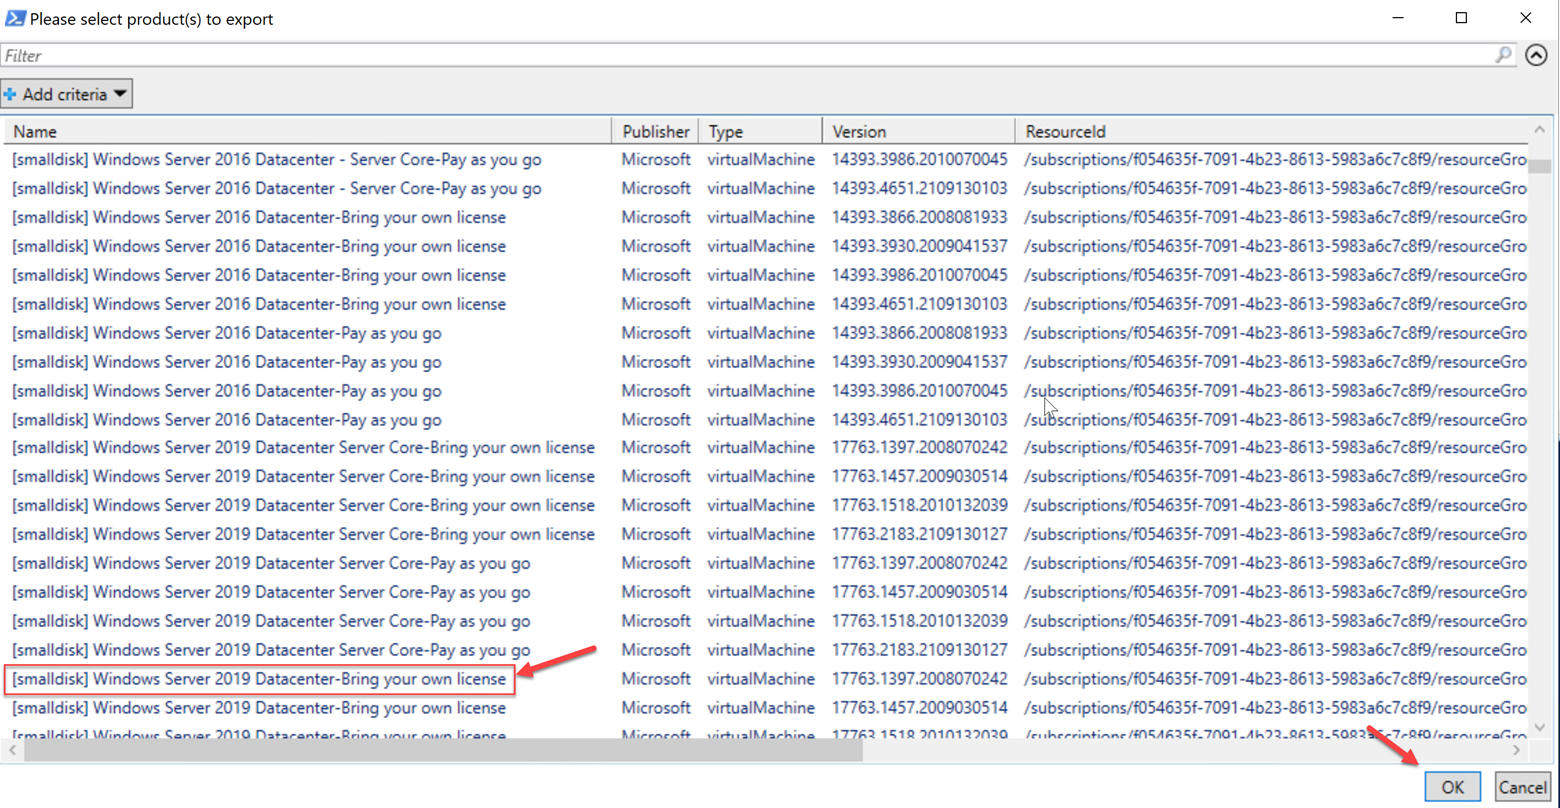 Please select product(s) to export
Filter
Add criteria
Name Publisher Type Version ResourceId
[smalldisk] Windows Server 2016 Datacenter - Server Core-Pay as you go Microsoft virtualMachine 14393.3986.2010070045 /subscriptions/f054635f-7091-4b23-8613-5983a6c7c8f9/resourceGro
[smalldisk] Windows Server 2016 Datacenter - Server Core-Pay as you go Microsoft virtualMachine 14393.4651.2109130103 /subscriptions/f054635f-7091-4b23-8613-5983a6c7c8f9/resourceGro
[smalldisk] Windows Server 2016 Datacenter-Bring your own license Microsoft virtualMachine 14393.3866.2008081933 /subscriptions/f054635f-7091-4b23-8613-5983a6c7c8f9/resourceGro
[smalldisk] Windows Server 2016 Datacenter-Bring your own license Microsoft virtualMachine 14393.3930.2009041537 /subscriptions/f054635f-7091-4b23-8613-5983a6c7c8f9/resourceGro
[smalldisk] Windows Server 2016 Datacenter-Bring your own license Microsoft virtualMachine 14393.3986.2010070045 /subscriptions/f054635f-7091-4b23-8613-5983a6c7c8f9/resourceGro
[smalldisk] Windows Server 2016 Datacenter-Bring your own license Microsoft virtualMachine 14393.4651.2109130103 /subscriptions/f054635f-7091-4b23-8613-5983a6c7c8f9/resourceGro
[smalldisk] Windows Server 2016 Datacenter-Pay as you go Microsoft virtualMachine 14393.3866.2008081933 /subscriptions/f054635f-7091-4b23-8613-5983a6c7c8f9/resourceGro
[smalldisk] Windows Server 2016 Datacenter-Pay as you go Microsoft virtualMachine 14393.3930.2009041537 /subscriptions/f054635f-7091-4b23-8613-5983a6c7c8f9/resourceGro
[smalldisk] Windows Server 2016 Datacenter-Pay as you go Microsoft virtualMachine 14393.3986.2010070045 /subscriptions/f054635f-7091-4b23-8613-5983a6c7c8f9/resourceGro
[smalldisk] Windows Server 2016 Datacenter-Pay as you go Microsoft virtualMachine 14393.4651.2109130103 /subscriptions/f054635f-7091-4b23-8613-5983a6c7c8f9/resourceGro
[smalldisk] Windows Server 2019 Datacenter Server Core-Bring your own license Microsoft virtualMachine 17763.1397.2008070242 /subscriptions/f054635f-7091-4b23-8613-5983a6c7c8f9/resourceGro
[smalldisk] Windows Server 2019 Datacenter Server Core-Bring your own license Microsoft virtualMachine 17763.1457.2009030514 /subscriptions/f054635f-7091-4b23-8613-5983a6c7c8f9/resourceGro
[smalldisk] Windows Server 2019 Datacenter Server Core-Bring your own license Microsoft virtualMachine 17763.1518.2010132039 /subscriptions/f054635f-7091-4b23-8613-5983a6c7c8f9/resourceGro
[smalldisk] Windows Server 2019 Datacenter Server Core-Bring your own license Microsoft virtualMachine 17763.2183.2109130127 /subscriptions/f054635f-7091-4b23-8613-5983a6c7c8f9/resourceGro
[smalldisk] Windows Server 2019 Datacenter Server Core-Pay as you go Microsoft virtualMachine 17763.1397.2008070242 /subscriptions/f054635f-7091-4b23-8613-5983a6c7c8f9/resourceGro
[smalldisk] Windows Server 2019 Datacenter Server Core-Pay as you go Microsoft virtualMachine 17763.1457.2009030514 /subscriptions/f054635f-7091-4b23-8613-5983a6c7c8f9/resourceGro
[smalldisk] Windows Server 2019 Datacenter Server Core-Pay as you go Microsoft virtualMachine 17763.1518.2010132039 /subscriptions/f054635f-7091-4b23-8613-5983a6c7c8f9/resourceGro
[smalldisk] Windows Server 2019 Datacenter Server Core-Pay as you go Microsoft virtualMachine 17763.2183.2109130127 /subscriptions/f054635f-7091-4b23-8613-5983a6c7c8f9/resourceGro
[smalldisk] Windows Server 2019 Datacenter-Bring your own license Microsoft virtualMachine 17763.1397.2008070242 /subscriptions/f054635f-7091-4b23-8613-5983a6c7c8f9/resourceGro
[smalldisk] Windows Server 2019 Datacenter-Bring your own license Microsoft virtualMachine 17763.1457.2009030514 /subscriptions/f054635f-7091-4b23-8613-5983a6c7c8f9/resourceGro
[smalldisk] Windows Server 2019 Datacenter-Bring your own license Microsoft virtualMachine 17763.1518.2010132039 /subscriptions/f054635f-7091-4b23-8613-5983a6c7c8f9/resourceGro
OK Cancel